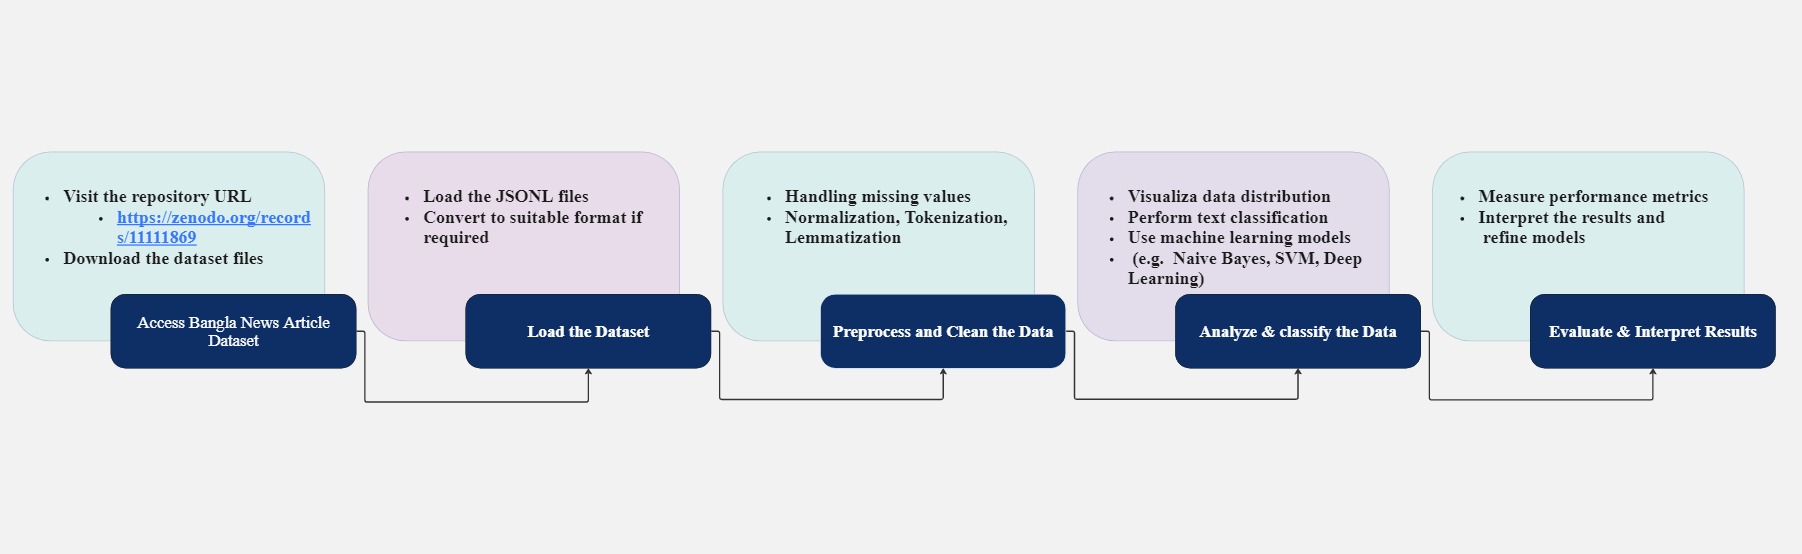 Visit the repository URL
https://zenodo.org/record
s/11111869
Download the dataset files
Access Bangla News Article
Dataset
Load the JSONL files
Convert to suitable format if
required
Load the Dataset
Handling missing values
Normalization, Tokenization,
Lemmatization
Preprocess and Clean the Data
Visualiza data distribution
Perform text classification
Use machine learning models
(e.g. Naive Bayes, SVM, Deep
Learning)
Analyze & classify the Data
Measure performance metrics
Interpret the results and
refine models
Evaluate & Interpret Results